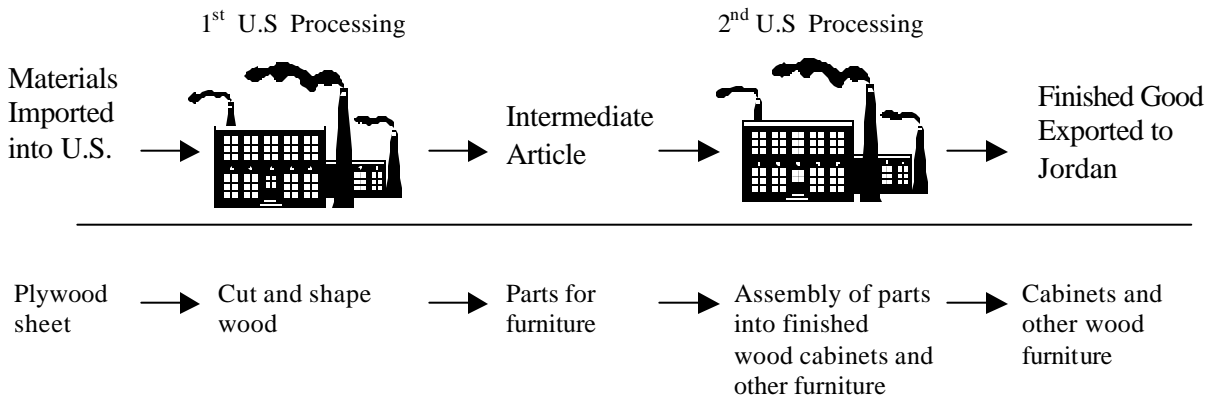 1st U.S Processing
2nd U.S Processing
Materials
Imported
into U.S.
Intermediate
Article
Finished Good
Exported to
Jordan
Plywood
sheet
Cut and shape
wood
Parts for
furniture
Assembly of parts
into finished
wood cabinets and
other furniture
Cabinets and
other wood
furniture